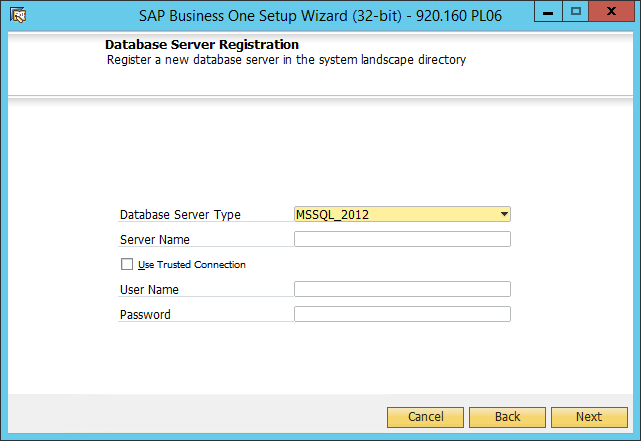 SAP Business One Setup Wizard (32-bit) - 920.160 PL06
Database Server Registration
Register a new database server in the system landscape directory
Database Server Type MSSQL_2012
Server Name
Use Trusted Connection
User Name
Password
Cancel Back Next